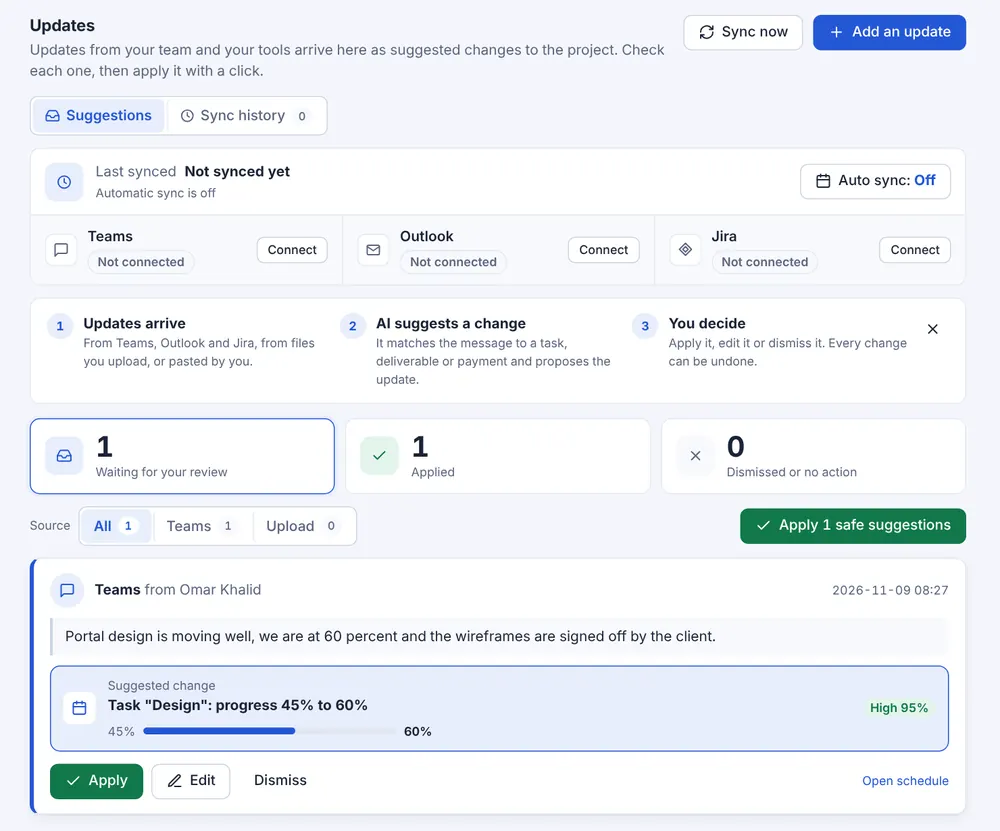 Updates
Updates from your team and your tools arrive here as suggested changes to the project. Check
each one, then apply it with a click.
Sync now
Add an update
Suggestions
Sync history 0
Last synced Not synced yet
Automatic sync is off
Auto sync: Off
Teams
Not connected
Connect
Outlook
Not connected
Connect
Jira
Not connected
Connect
1
Updates arrive
From Teams, Outlook and Jira, from files
you upload, or pasted by you.
2
AI suggests a change
It matches the message to a task,
deliverable or payment and proposes the
update.
3
You decide
Apply it, edit it or dismiss it. Every change
can be undone.
1
Waiting for your review
1
Applied
0
Dismissed or no action
Source
All 1
Teams 1
Upload 0
Apply 1 safe suggestions
Teams from Omar Khalid
2026-11-09 08:27
Portal design is moving well, we are at 60 percent and the wireframes are signed off by the client.
Suggested change
Task "Design": progress 45% to 60%
45%
60%
High 95%
Apply
Edit
Dismiss
Open schedule